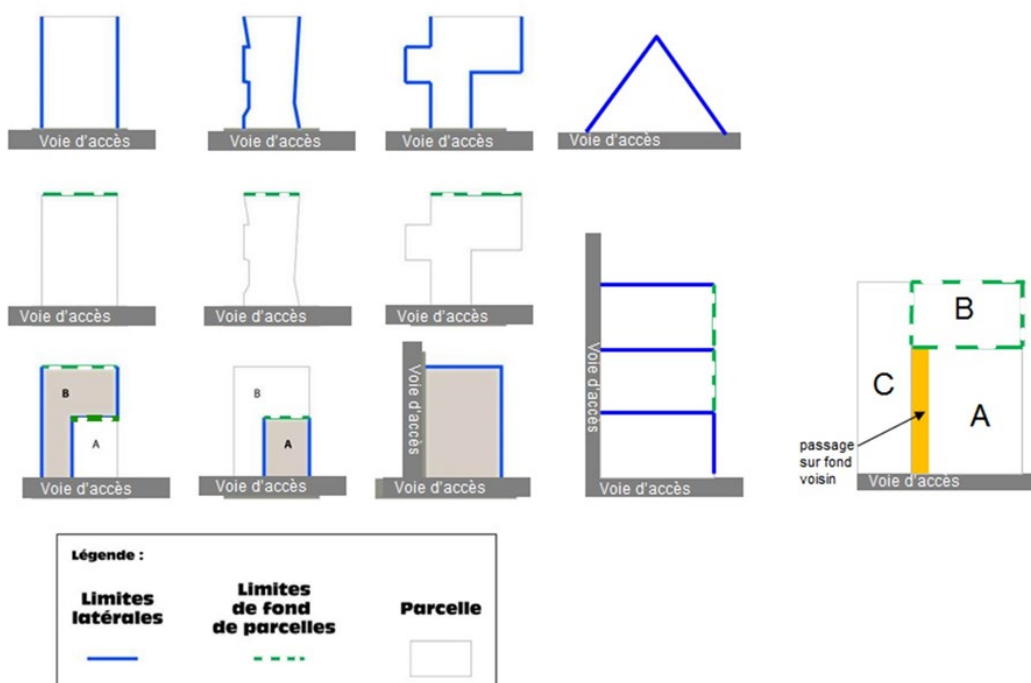 Voie d'accès
Voie d'accès
Voie d'accès
Voie d'accès
Voie d'accès
Voie d'accès
Voie d'accès
B
A
Voie d'accès
B
A
Voie d'accès
Voie d'accès
Voie d'accès
Voie d'accès
Voie d'accès
B
C
A
passage
sur fond
voisin
Voie d'accès
Légende :
Limites
latérales
Limites
de fond
de parcelles
Parcelle